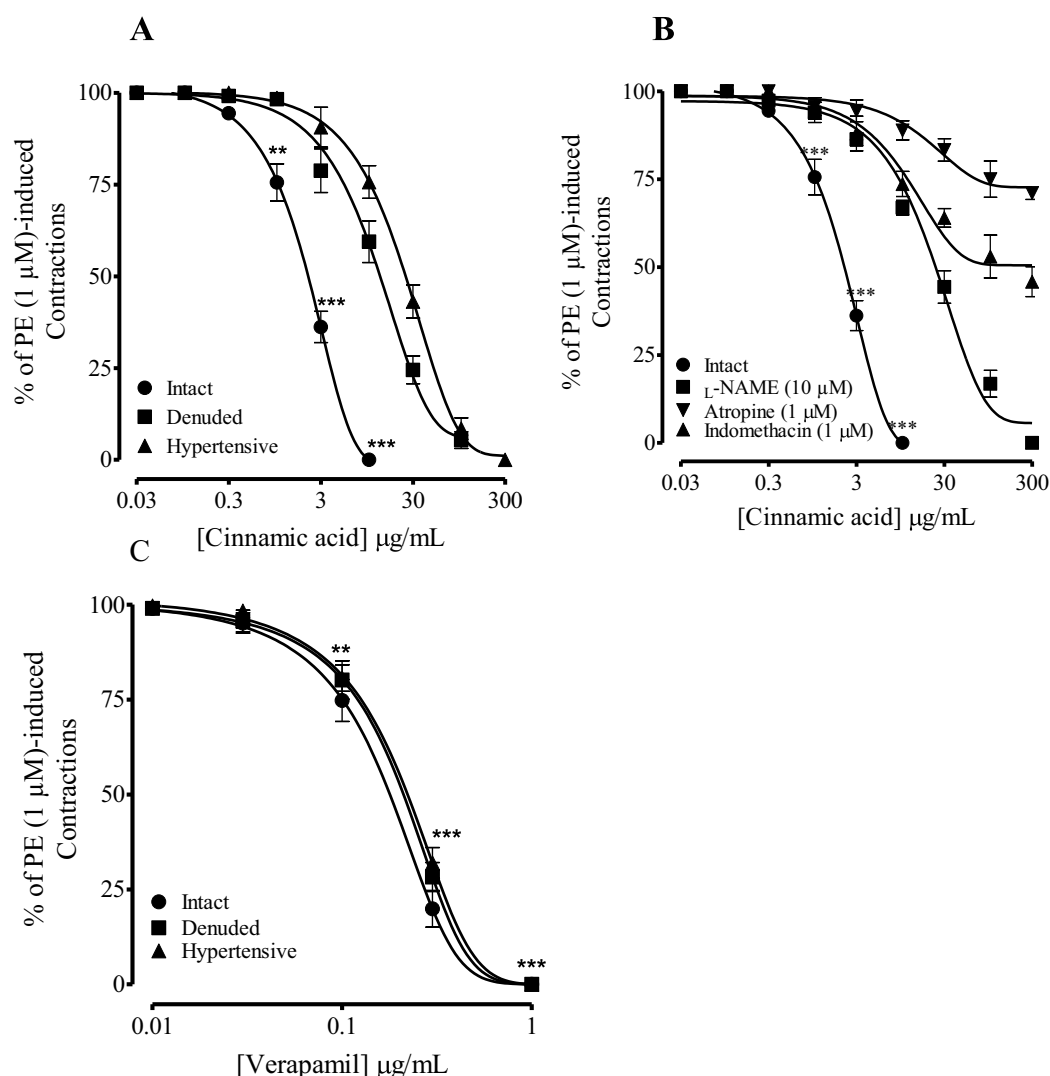 A
% of PE (1 μM)-induced
Contractions
100
75
50
25
0
**
***
***
Intact
Denuded
Hypertensive
0.03
0.3
3
30
300
[Cinnamic acid] μg/mL
B
% of PE (1 μM)-induced
Contractions
100
75
50
25
0
***
***
***
Intact
L-NAME (10 μM)
Atropine (1 μM)
Indomethacin (1 μM)
0.03
0.3
3
30
300
[Cinnamic acid] μg/mL
C
% of PE (1 μM)-induced
Contractions
100
75
50
25
0
**
***
***
Intact
Denuded
Hypertensive
0.01
0.1
1
[Verapamil] μg/mL